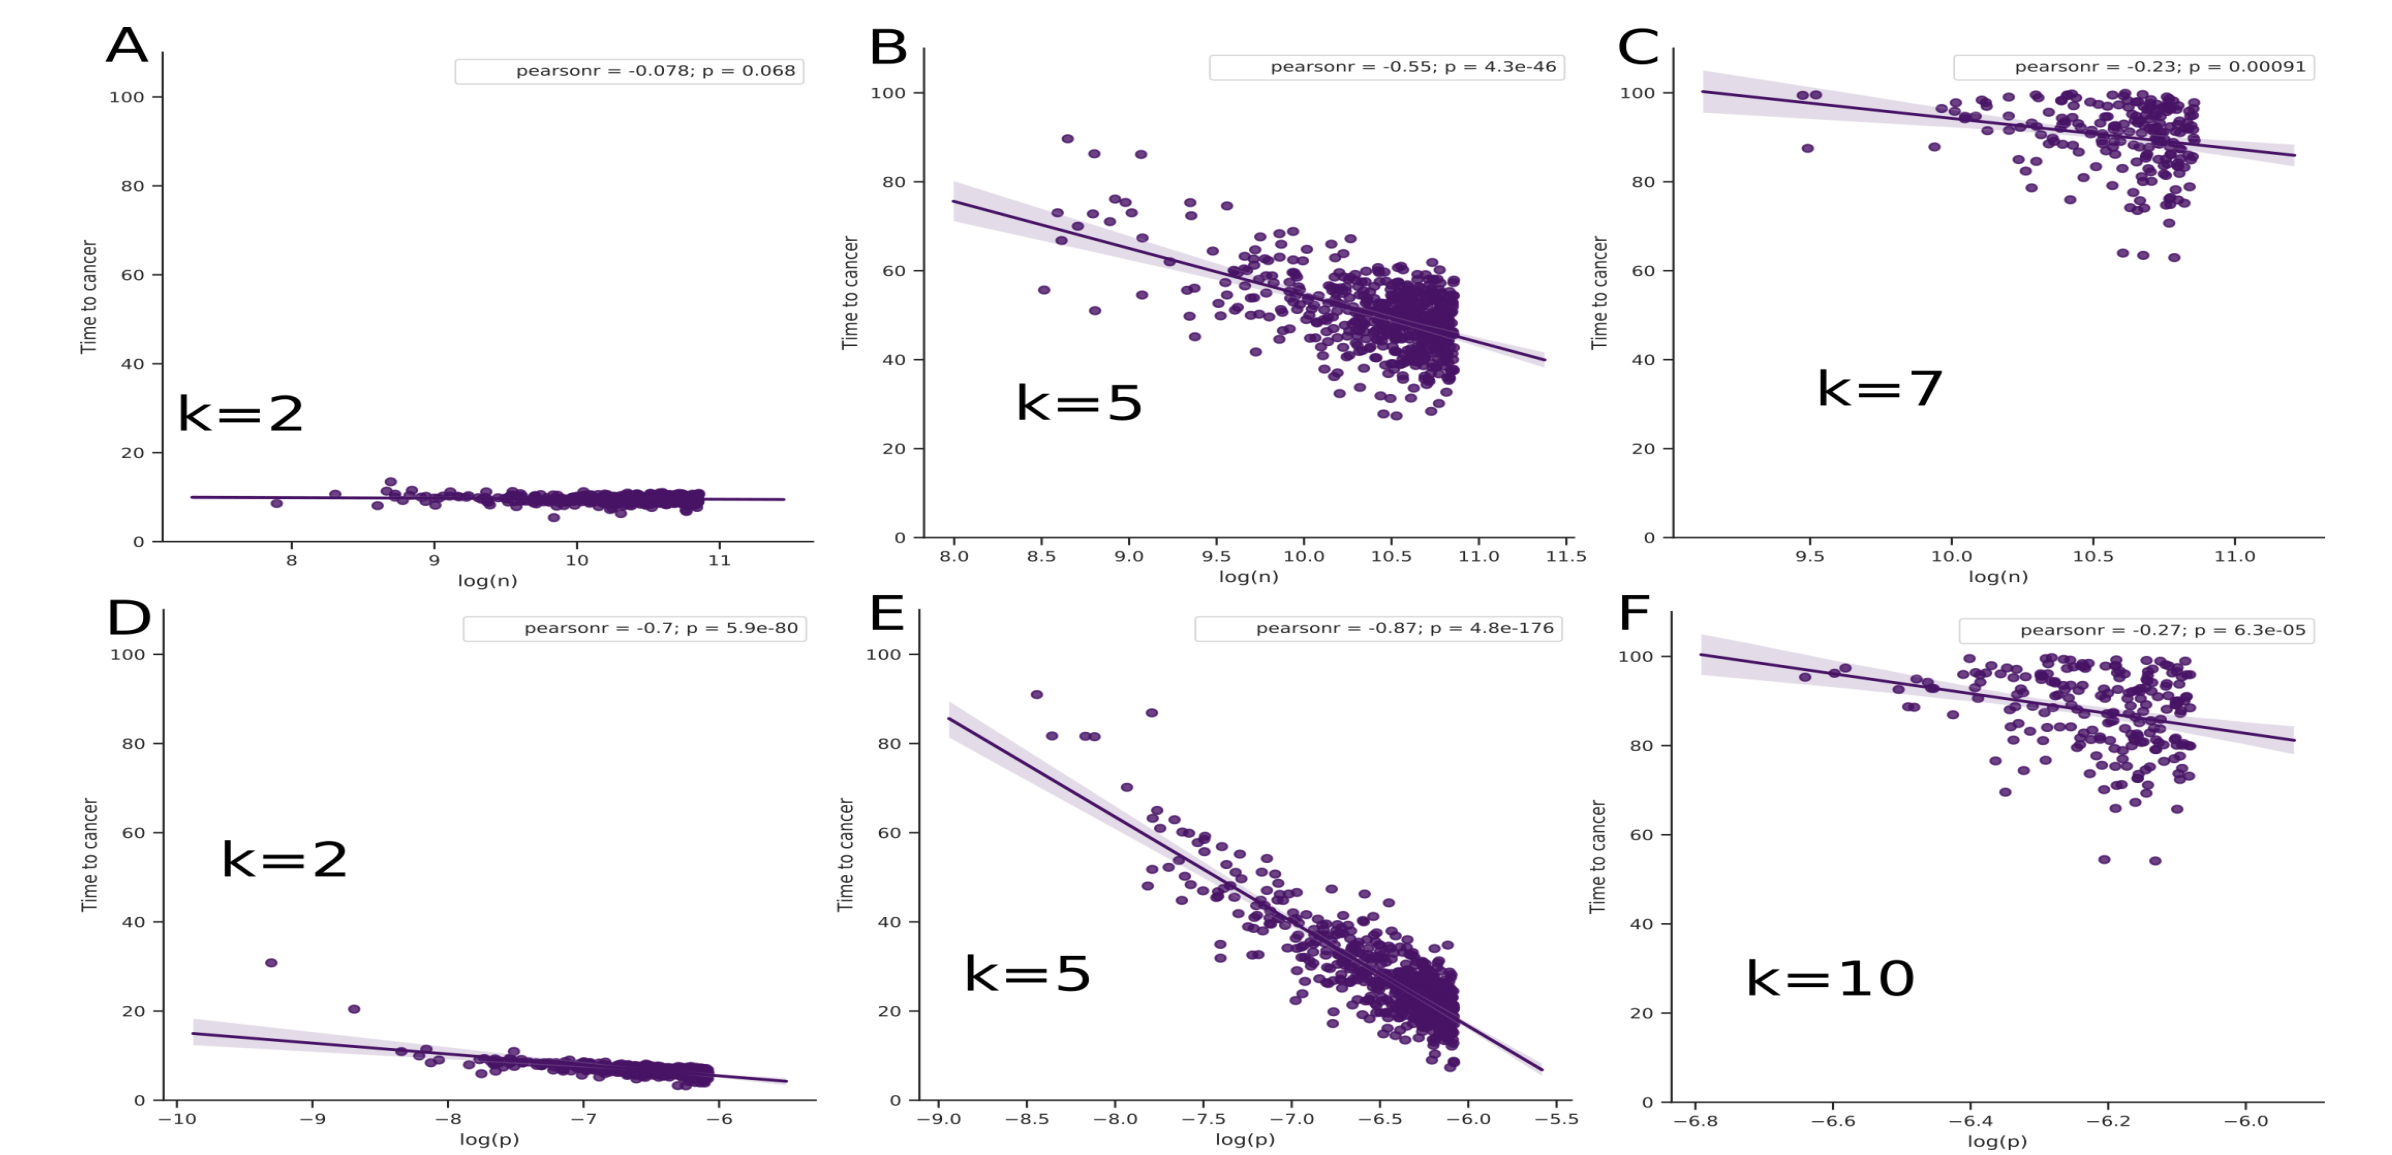 A
pearsonr = -0.078; p = 0.068
100
80
60
40
20
0
Time to cancer
k=2
8 9 10 11
log(n)
B
pearsonr = -0.55; p = 4.3e-46
100
80
60
40
20
0
Time to cancer
k=5
8.0 8.5 9.0 9.5 10.0 10.5 11.0 11.5
log(n)
C
pearsonr = -0.23; p = 0.00091
100
80
60
40
20
0
Time to cancer
k=7
9.5 10.0 10.5 11.0
log(n)
D
pearsonr = -0.7; p = 5.9e-80
100
80
60
40
20
0
Time to cancer
k=2
−10 −9 −8 −7 −6
log(p)
E
pearsonr = -0.87; p = 4.8e-176
100
80
60
40
20
0
Time to cancer
k=5
−9.0 −8.5 −8.0 −7.5 −7.0 −6.5 −6.0 −5.5
log(p)
F
pearsonr = -0.27; p = 6.3e-05
100
80
60
40
20
0
Time to cancer
k=10
−6.8 −6.6 −6.4 −6.2 −6.0
log(p)